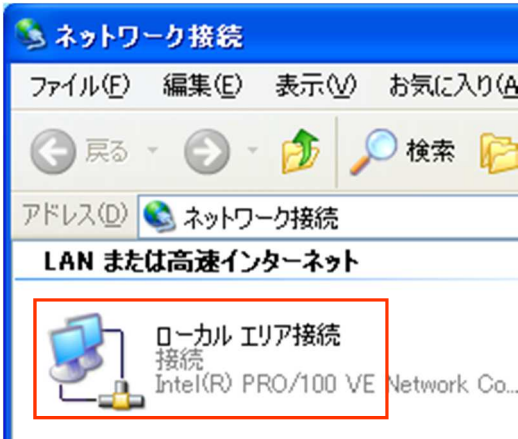 ネットワーク接続
ファイル(F) 編集(E) 表示(V) お気に入り(A
戻る 検索
アドレス(D) ネットワーク接続
LAN または高速インターネット
ローカル エリア接続
接続
Intel(R) PRO/100 VE Network Co...